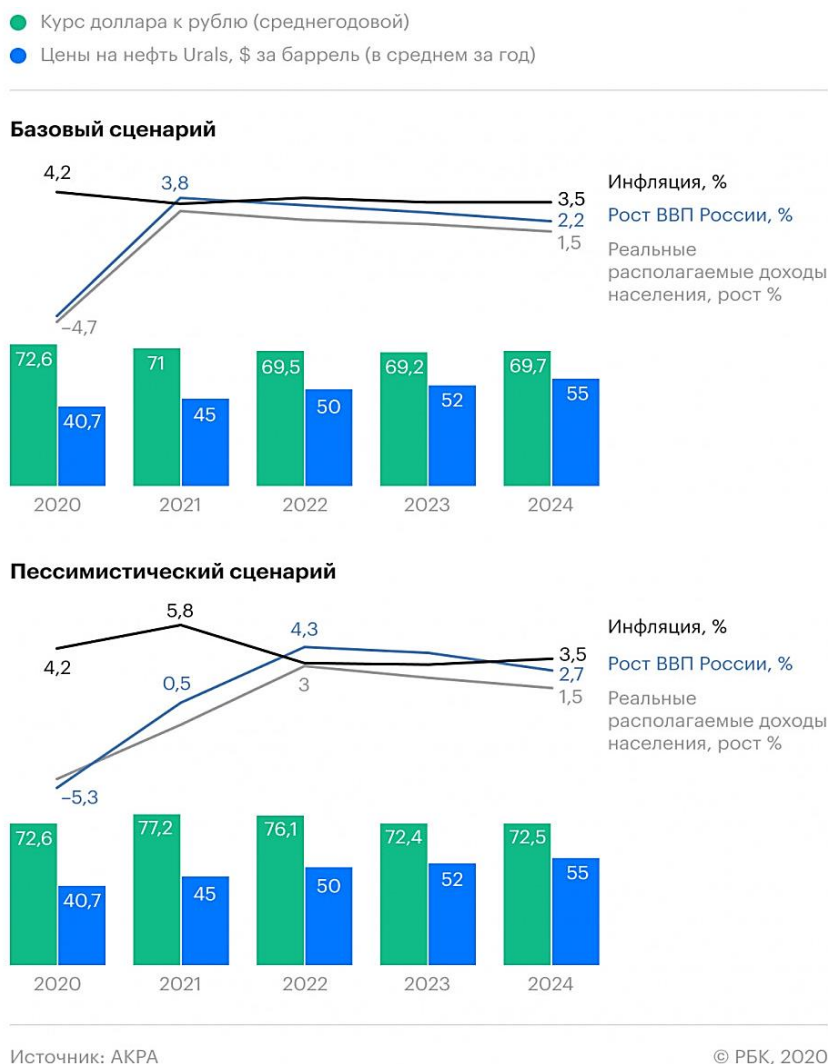 Курс доллара к рублю (среднегодовой)
Цены на нефть Urals, $ за баррель (в среднем за год)
Базовый сценарий
4,2
3,8
Инфляция, %
3,5
2,2
Рост ВВП России, %
1,5
Реальные
располагаемые доходы
населения, рост %
–4,7
72,6
40,7
71
45
69,5
50
69,2
52
69,7
55
2020
2021
2022
2023
2024
Пессимистический сценарий
5,8
4,2
4,3
Инфляция, %
3,5
2,7
Рост ВВП России, %
0,5
3
1,5
Реальные
располагаемые доходы
населения, рост %
–5,3
72,6
40,7
77,2
45
76,1
50
72,4
52
72,5
55
2020
2021
2022
2023
2024
Источник: АКРА
© РБК, 2020